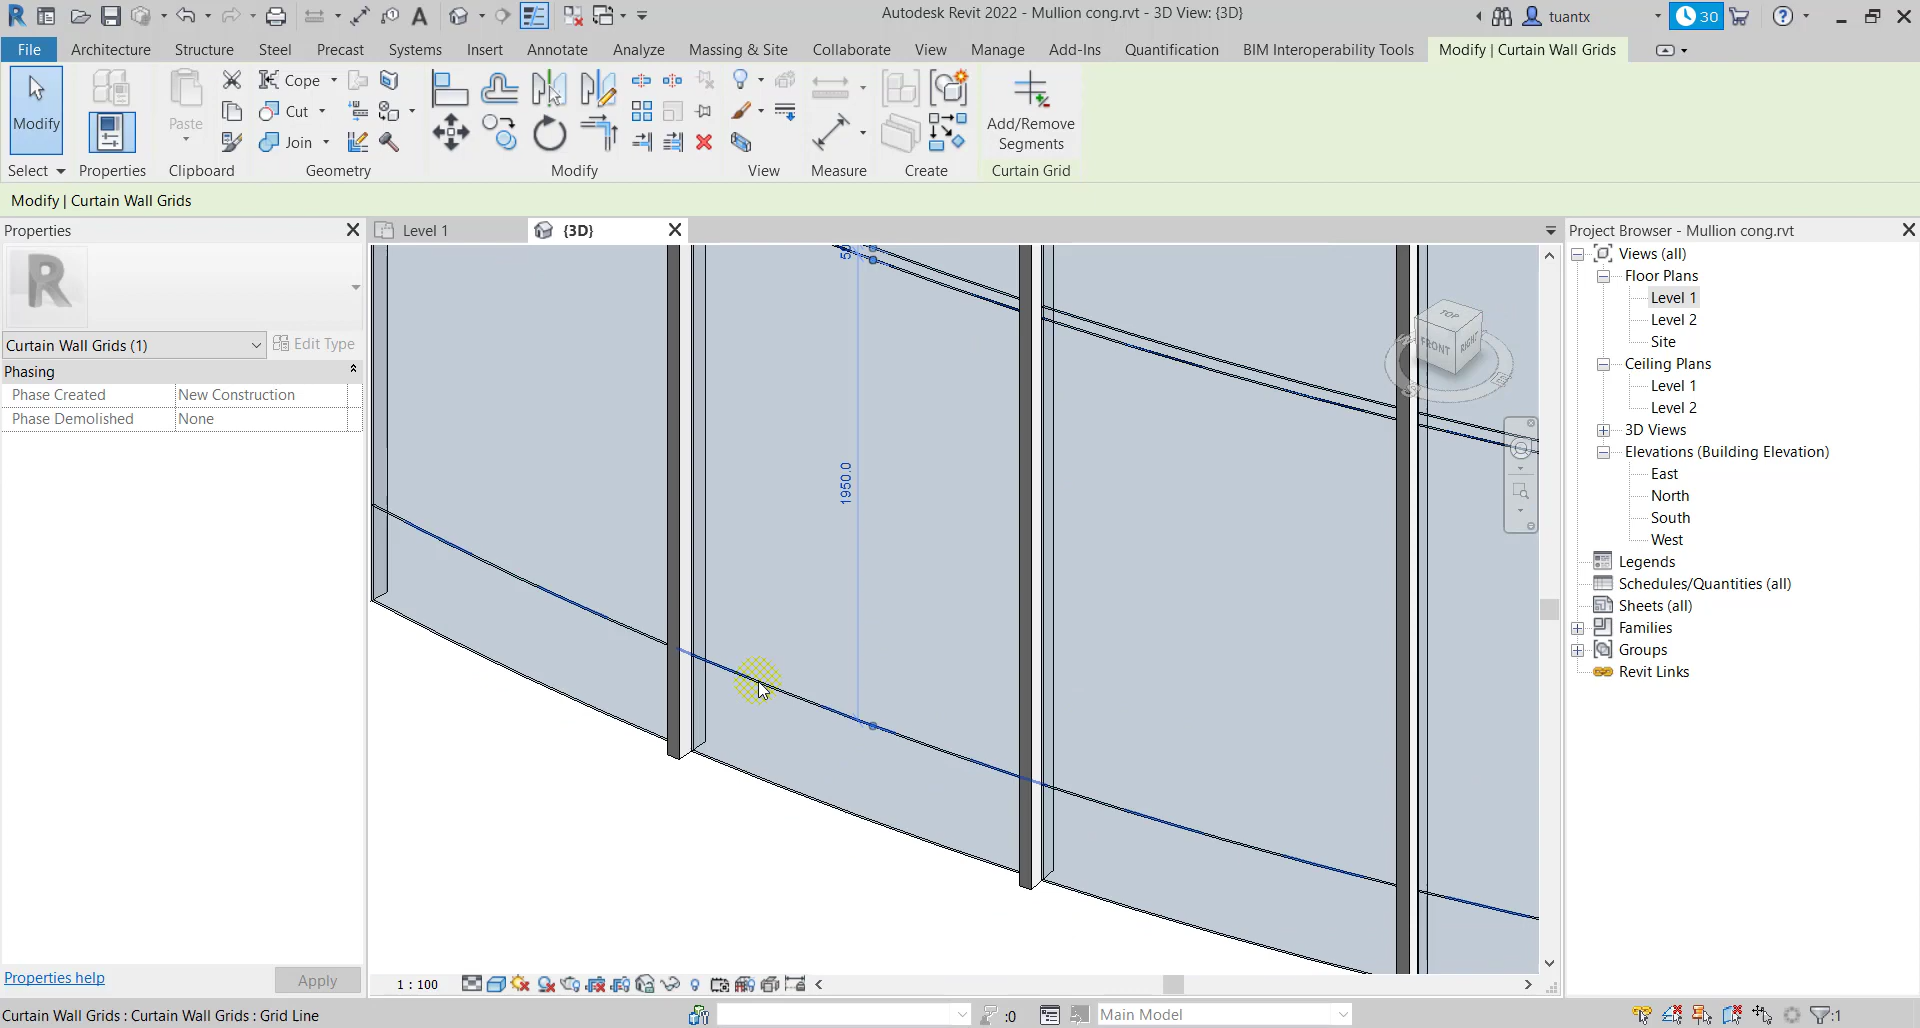 Autodesk Revit 2022 - Mullion cong.rvt - 3D View: {3D}
tuantx
30
File Architecture Structure Steel Precast Systems Insert Annotate Analyze Massing & Site Collaborate View Manage Add-Ins Quantification BIM Interoperability Tools Modify | Curtain Wall Grids
Modify
Paste
Cope
Cut
Join
Add/Remove
Segments
Select Properties Clipboard Geometry Modify View Measure Create Curtain Grid
Modify | Curtain Wall Grids
Properties
Level 1
{3D}
Project Browser - Mullion cong.rvt
R
Curtain Wall Grids (1)
Edit Type
Phasing
Phase Created New Construction
Phase Demolished None
1950.0
TOP
FRONT
Views (all)
Floor Plans
Level 1
Level 2
Site
Ceiling Plans
Level 1
Level 2
3D Views
Elevations (Building Elevation)
East
North
South
West
Legends
Schedules/Quantities (all)
Sheets (all)
Families
Groups
Revit Links
Properties help
Apply
1 : 100
Curtain Wall Grids : Curtain Wall Grids : Grid Line
:0
Main Model
:1